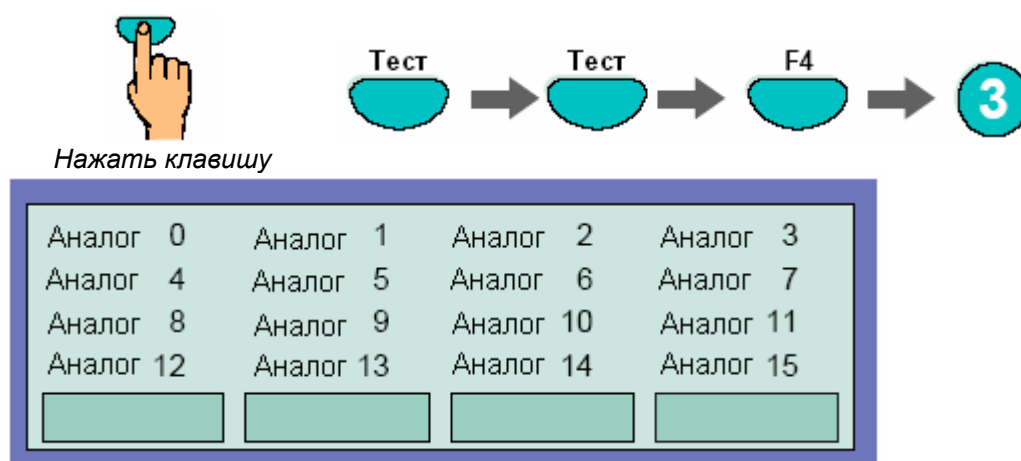 Тест Тест F4
3
Нажать клавишу
Аналог 0 Аналог 1 Аналог 2 Аналог 3
Аналог 4 Аналог 5 Аналог 6 Аналог 7
Аналог 8 Аналог 9 Аналог 10 Аналог 11
Аналог 12 Аналог 13 Аналог 14 Аналог 15